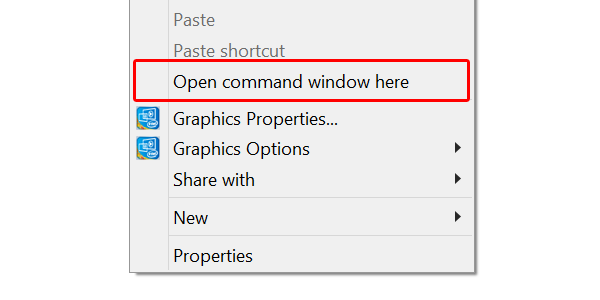 Paste
Paste shortcut
Open command window here
Graphics Properties...
Graphics Options
Share with
New
Properties